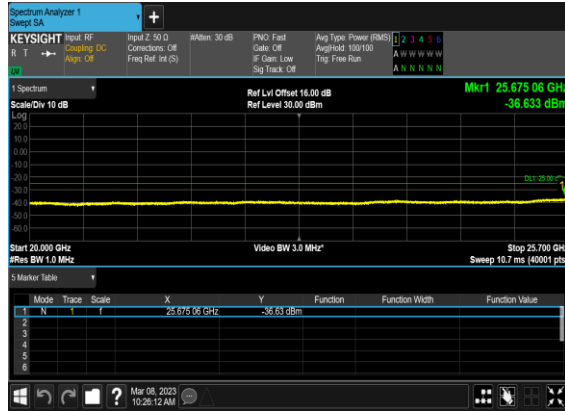 Spectrum Analyzer 1
Swept SA
+
KEYSIGHT
R T
LXI
Input: RF
Coupling: DC
Align: Off
Input Z: 50 Ω
Corrections: Off
Freq Ref: Int (S)
#Atten: 30 dB
PNO: Fast
Gate: Off
IF Gain: Low
Sig Track: Off
Avg Type: Power (RMS)
Avg|Hold: 100/100
Trig: Free Run
1 2 3 4 5 6
A W W W W W
A N N N N N
1 Spectrum
Scale/Div 10 dB
Ref Lvl Offset 16.00 dB
Ref Level 30.00 dBm
Mkr1 25.675 06 GHz
-36.633 dBm
Log
20.0
10.0
0.00
-10.0
-20.0
-30.0
-40.0
-50.0
-60.0
DL1 -25.00
1
Start 20.000 GHz
#Res BW 1.0 MHz
Video BW 3.0 MHz*
Stop 25.700 GH
Sweep 10.7 ms (40001 pts
5 Marker Table
Mode Trace Scale X Y Function Function Width Function Value
1 N 1 f 25.675 06 GHz -36.63 dBm
2
3
4
5
6
?
Mar 08, 2023
10:26:12 AM